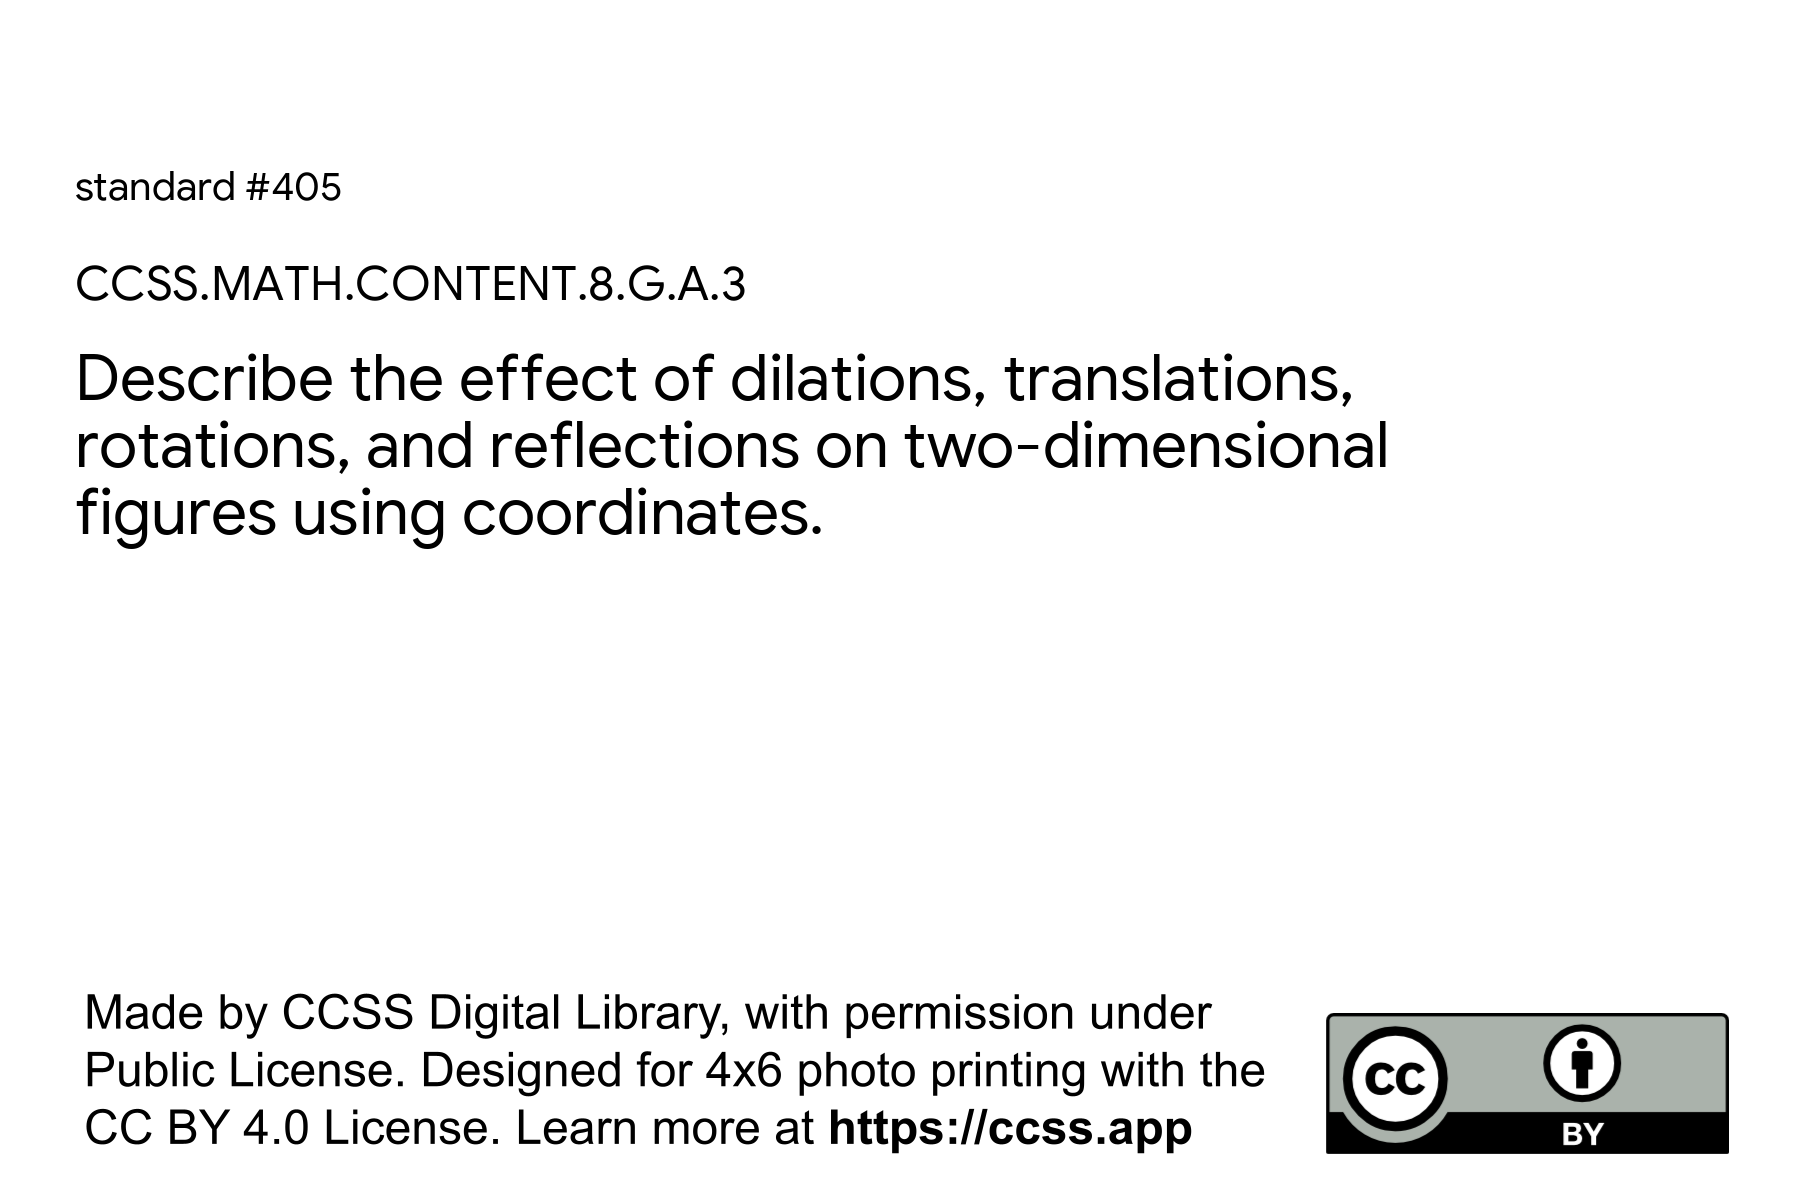 standard #405
CCSS.MATH.CONTENT.8.G.A.3
Describe the effect of dilations, translations,
rotations, and reflections on two-dimensional
figures using coordinates.
Made by CCSS Digital Library, with permission under
Public License. Designed for 4x6 photo printing with the
CC BY 4.0 License. Learn more at https://ccss.app
CC
BY